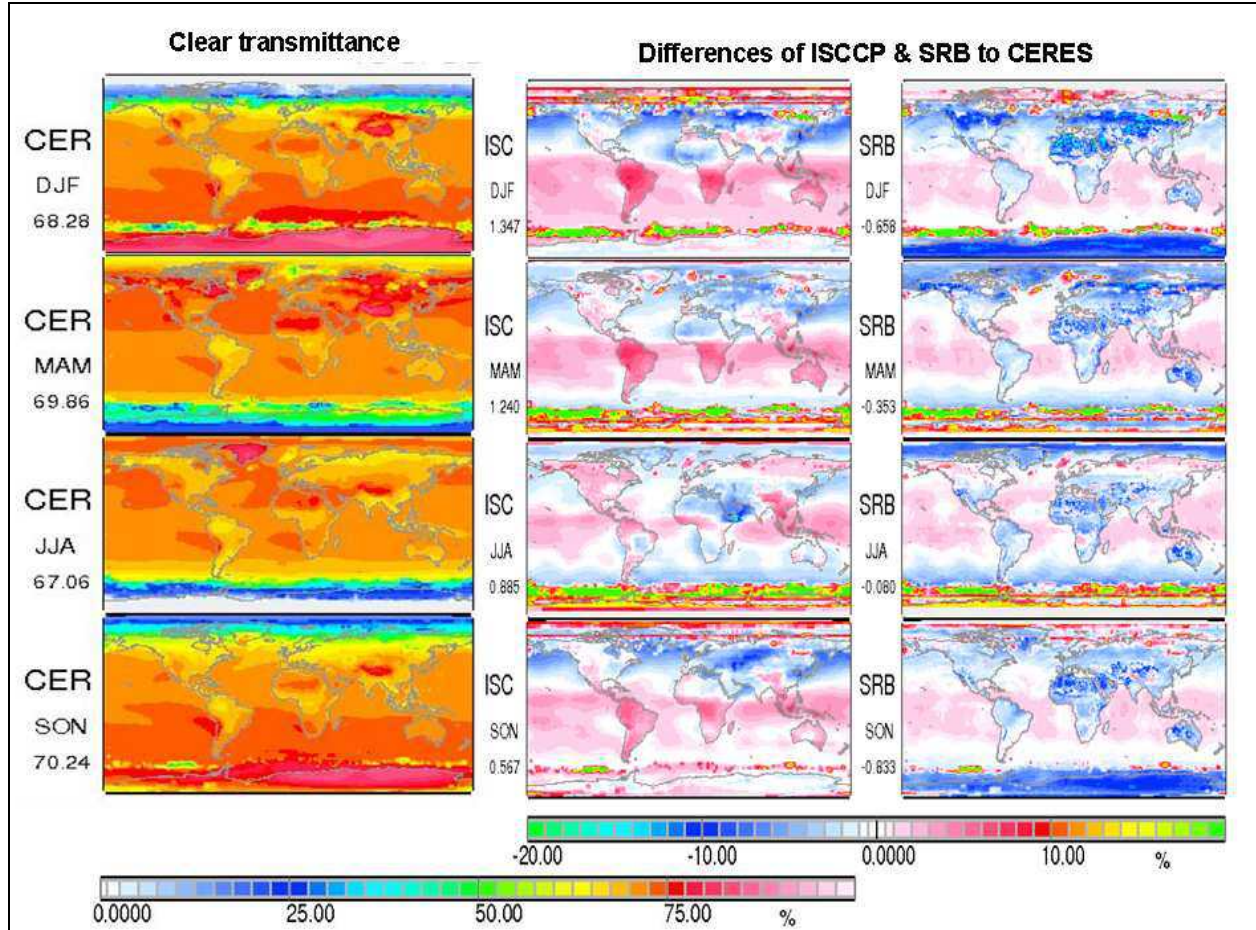 Clear transmittance
Differences of ISCCP & SRB to CERES
CER
DJF
68.28
ISC
DJF
1.347
SRB
DJF
-0.658
CER
MAM
69.86
ISC
MAM
1.240
SRB
MAM
-0.353
CER
JJA
67.06
ISC
JJA
0.885
SRB
JJA
-0.080
CER
SON
70.24
ISC
SON
0.567
SRB
SON
-0.833
-20.00 -10.00 0.0000 10.00 %
0.0000 25.00 50.00 75.00 %